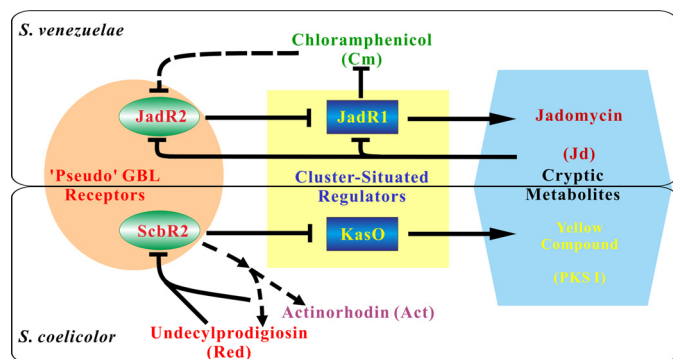 S. venezuelae
Chloramphenicol
(Cm)
JadR2
JadR1
Jadomycin
(Jd)
'Pseudo' GBL
Receptors
Cluster-Situated
Regulators
Cryptic
Metabolites
ScbR2
KasO
Yellow
Compound
(PKS I)
Actinorhodin (Act)
Undecylprodigiosin
(Red)
S. coelicolor